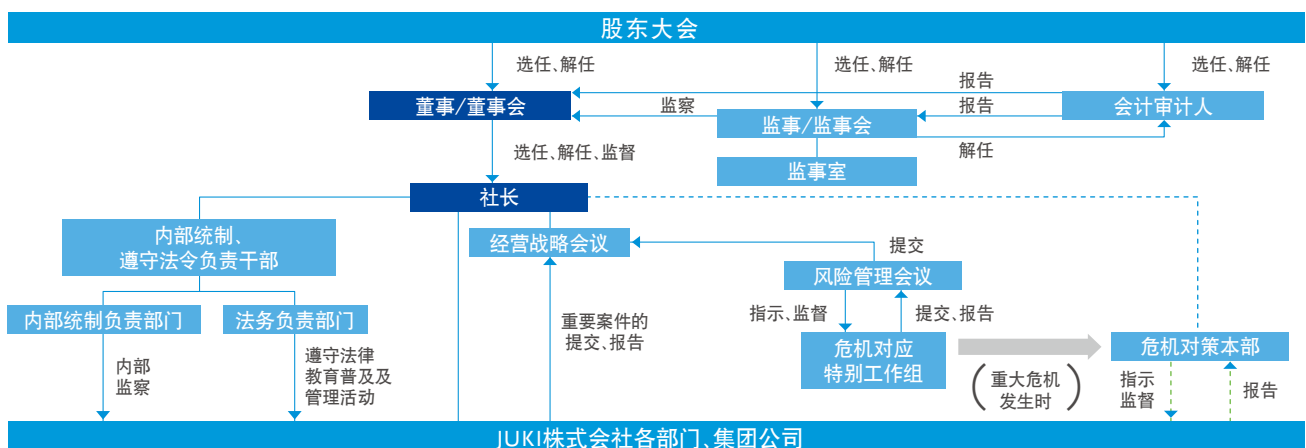 股东大会
选任、解任
选任、解任
选任、解任
报告
董事/董事会
监察
监事/监事会
报告
会计审计人
解任
选任、解任、监督
监事室
社长
内部统制、
遵守法令负责干部
经营战略会议
提交
风险管理会议
内部统制负责部门
法务负责部门
重要案件的
提交、报告
指示、监督
提交、报告
危机对应
特别工作组
危机对策本部
内部
监察
遵守法律
教育普及及
管理活动
(重大危机
发生时)
指示
监督
报告
JUKI株式会社各部门、集团公司